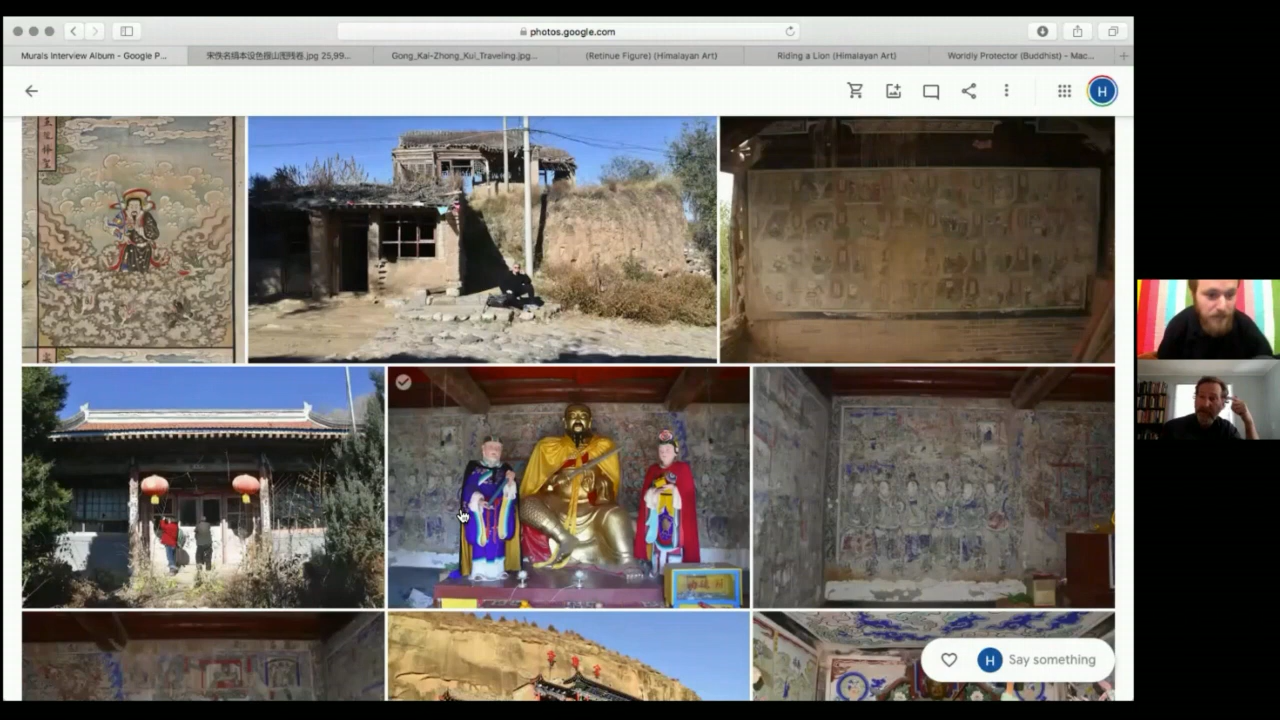 photos.google.com
Murals Interview Album - Google P...
宋佚名绢本设色搜山图残卷.jpg 25,99...
Gong_Kai-Zhong_Kui_Traveling.jpg...
(Retinue Figure) (Himalayan Art)
Riding a Lion (Himalayan Art)
Worldly Protector (Buddhist) - Mac...
H
H Say something